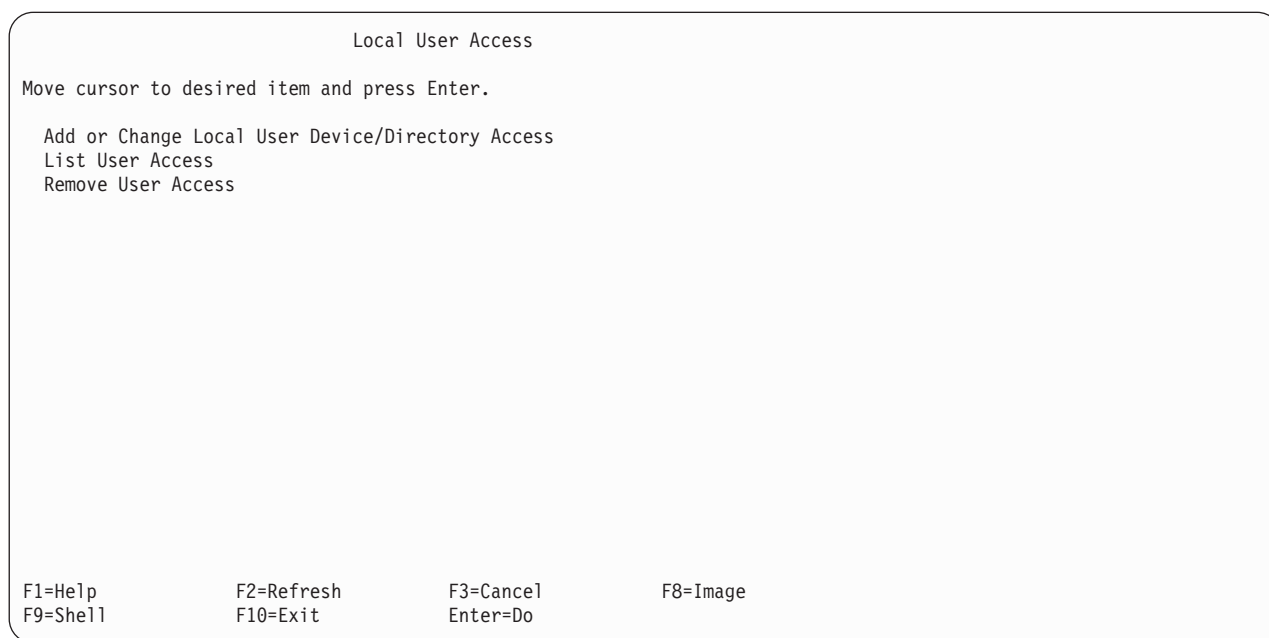 Local User Access
Move cursor to desired item and press Enter.
Add or Change Local User Device/Directory Access
List User Access
Remove User Access
F1=Help F2=Refresh F3=Cancel F8=Image
F9=Shell F10=Exit Enter=Do